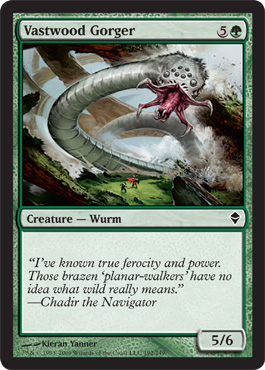 Vastwood Gorger 5
Creature — Wurm
“I’ve known true ferocity and power.
Those brazen ‘planar-walkers’ have no
idea what wild really means.”
—Chadir the Navigator
Kieran Yanner
5/6